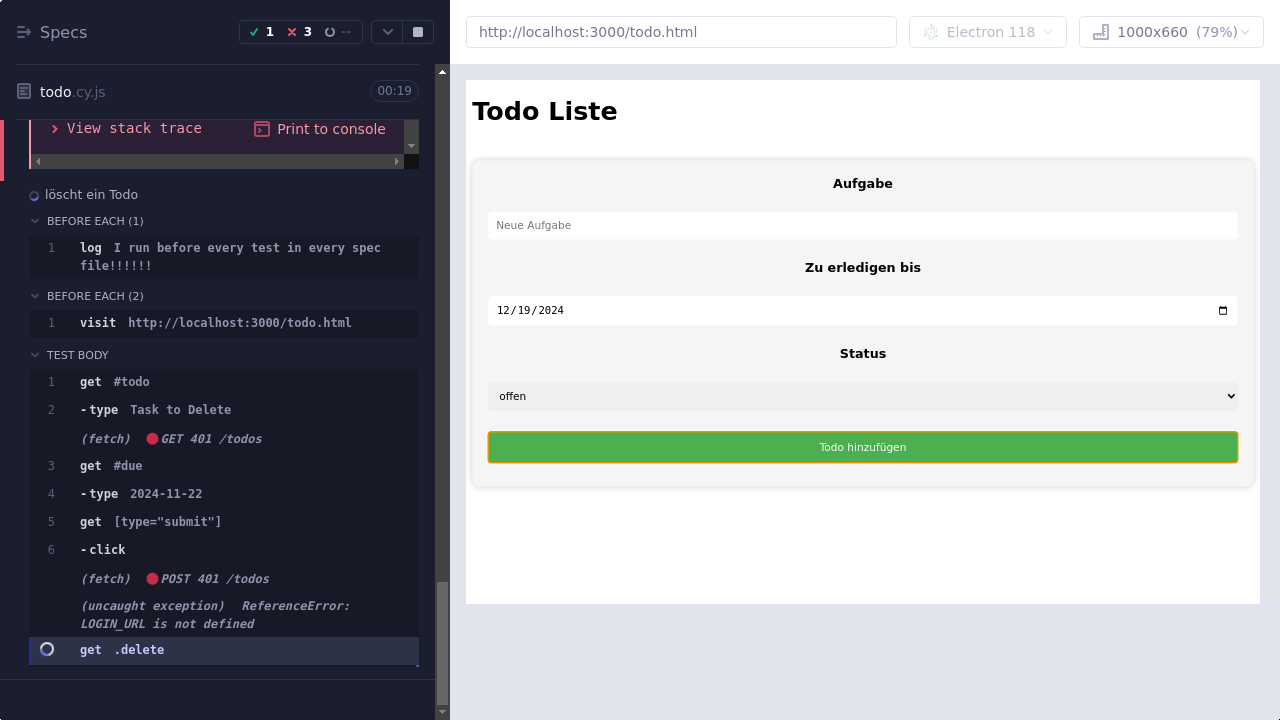 Specs
1
3
--
todo.cy.js
00:19
View stack trace
Print to console
löscht ein Todo
BEFORE EACH (1)
1 log I run before every test in every spec
file!!!!!!
BEFORE EACH (2)
1 visit http://localhost:3000/todo.html
TEST BODY
1 get #todo
2 -type Task to Delete
(fetch) GET 401 /todos
3 get #due
4 -type 2024-11-22
5 get [type="submit"]
6 -click
(fetch) POST 401 /todos
(uncaught exception) ReferenceError:
LOGIN_URL is not defined
get .delete
http://localhost:3000/todo.html
Electron 118
1000x660 (79%)
Todo Liste
Aufgabe
Neue Aufgabe
Zu erledigen bis
12/19/2024
Status
offen
Todo hinzufügen